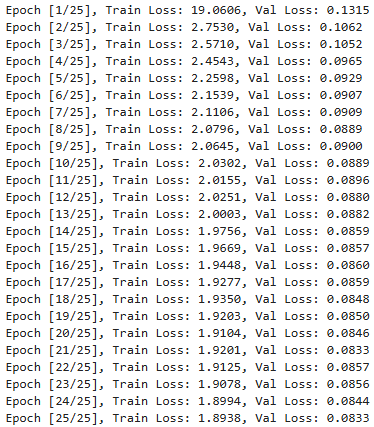 Epoch [1/25], Train Loss: 19.0606, Val Loss: 0.1315
Epoch [2/25], Train Loss: 2.7530, Val Loss: 0.1062
Epoch [3/25], Train Loss: 2.5710, Val Loss: 0.1052
Epoch [4/25], Train Loss: 2.4543, Val Loss: 0.0965
Epoch [5/25], Train Loss: 2.2598, Val Loss: 0.0929
Epoch [6/25], Train Loss: 2.1539, Val Loss: 0.0907
Epoch [7/25], Train Loss: 2.1106, Val Loss: 0.0909
Epoch [8/25], Train Loss: 2.0796, Val Loss: 0.0889
Epoch [9/25], Train Loss: 2.0645, Val Loss: 0.0900
Epoch [10/25], Train Loss: 2.0302, Val Loss: 0.0889
Epoch [11/25], Train Loss: 2.0155, Val Loss: 0.0896
Epoch [12/25], Train Loss: 2.0251, Val Loss: 0.0880
Epoch [13/25], Train Loss: 2.0003, Val Loss: 0.0882
Epoch [14/25], Train Loss: 1.9756, Val Loss: 0.0859
Epoch [15/25], Train Loss: 1.9669, Val Loss: 0.0857
Epoch [16/25], Train Loss: 1.9448, Val Loss: 0.0860
Epoch [17/25], Train Loss: 1.9277, Val Loss: 0.0859
Epoch [18/25], Train Loss: 1.9350, Val Loss: 0.0848
Epoch [19/25], Train Loss: 1.9203, Val Loss: 0.0850
Epoch [20/25], Train Loss: 1.9104, Val Loss: 0.0846
Epoch [21/25], Train Loss: 1.9201, Val Loss: 0.0833
Epoch [22/25], Train Loss: 1.9125, Val Loss: 0.0857
Epoch [23/25], Train Loss: 1.9078, Val Loss: 0.0856
Epoch [24/25], Train Loss: 1.8994, Val Loss: 0.0844
Epoch [25/25], Train Loss: 1.8938, Val Loss: 0.0833